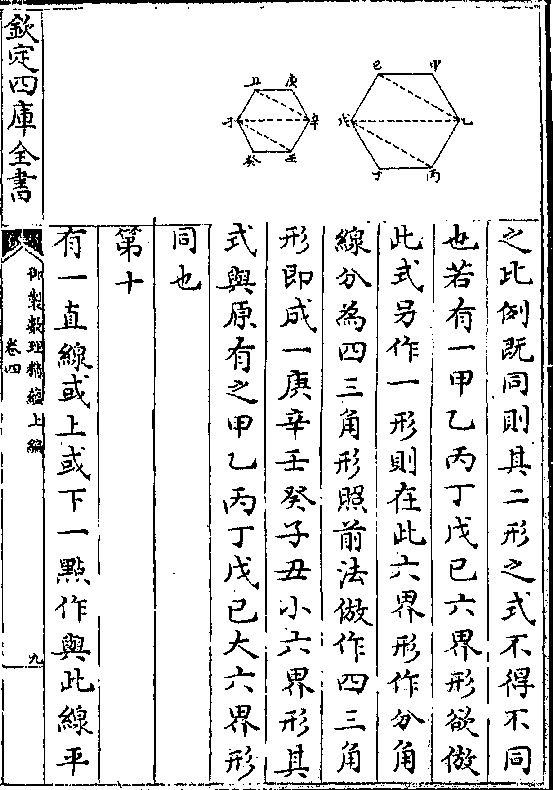 之比例既同則其二形之式不得不同
也若有一甲乙丙丁戊已六界形欲倣
此式另作一形則在此六界形作分角
線分為四三角形照前法倣作四三角
形即成一庚辛壬癸子丑小六界形其
式與原有之甲乙丙丁戊已大六界形
同也
第十
有一直線或上或下一點作與此線平
甲
乙
丙
丁
戊
已
庚
辛
壬
癸
子
丑
欽定四庫全書
御製數理精蘊上編
卷四
九